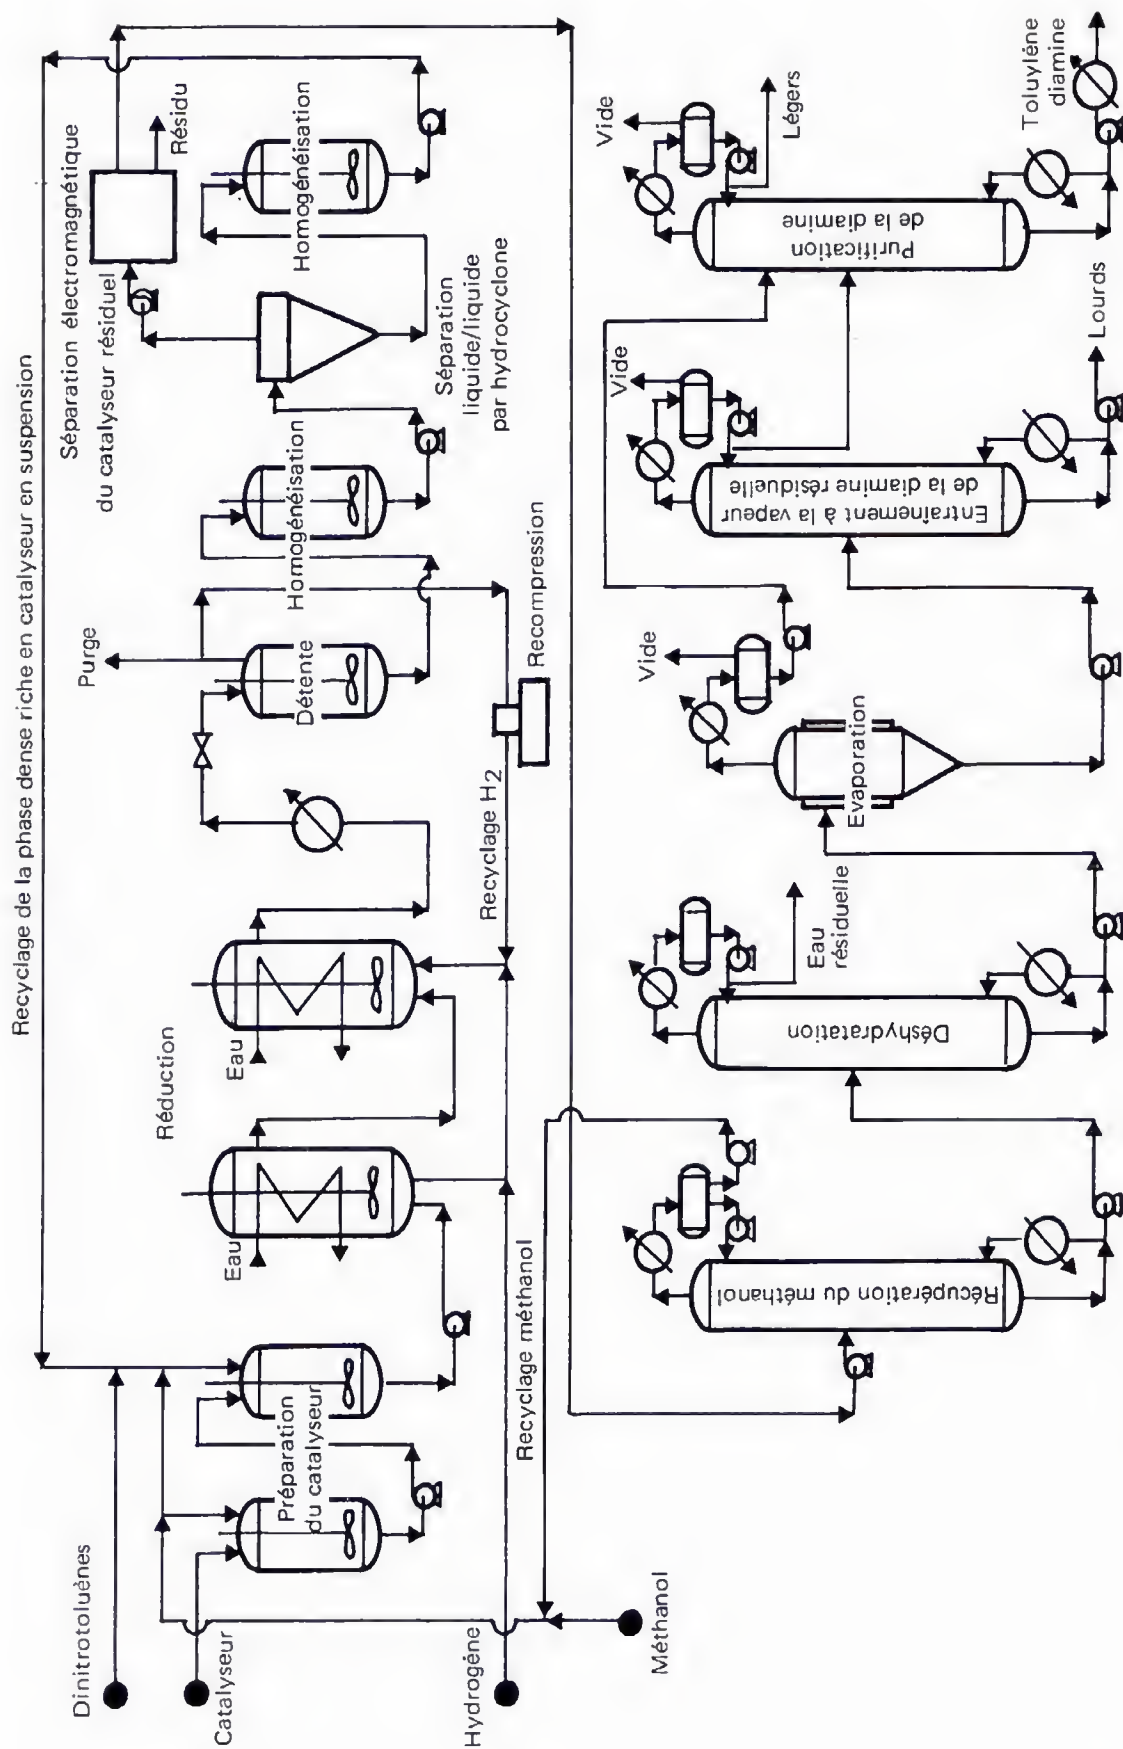 Recyclage de la phase dense riche en catalyseur en suspension
Dinitrotoluènes
Catalyseur
Hydrogène
Méthanol
Préparation
du catalyseur
Réduction
Eau
Eau
Purge
Détente
Homogénéisation
Séparation électromagnétique
du catalyseur résiduel
Résidu
Séparation
liquide/liquide
par hydrocyclone
Homogénéisation
Recyclage H2
Recompression
Recyclage méthanol
Récupération du méthanol
Déshydratation
Eau
résiduelle
Evaporation
Vide
Entraînement à la vapeur
de la diamine résiduelle
Vide
Lourds
Purification
de la diamine
Vide
Légers
Toluylène
diamine